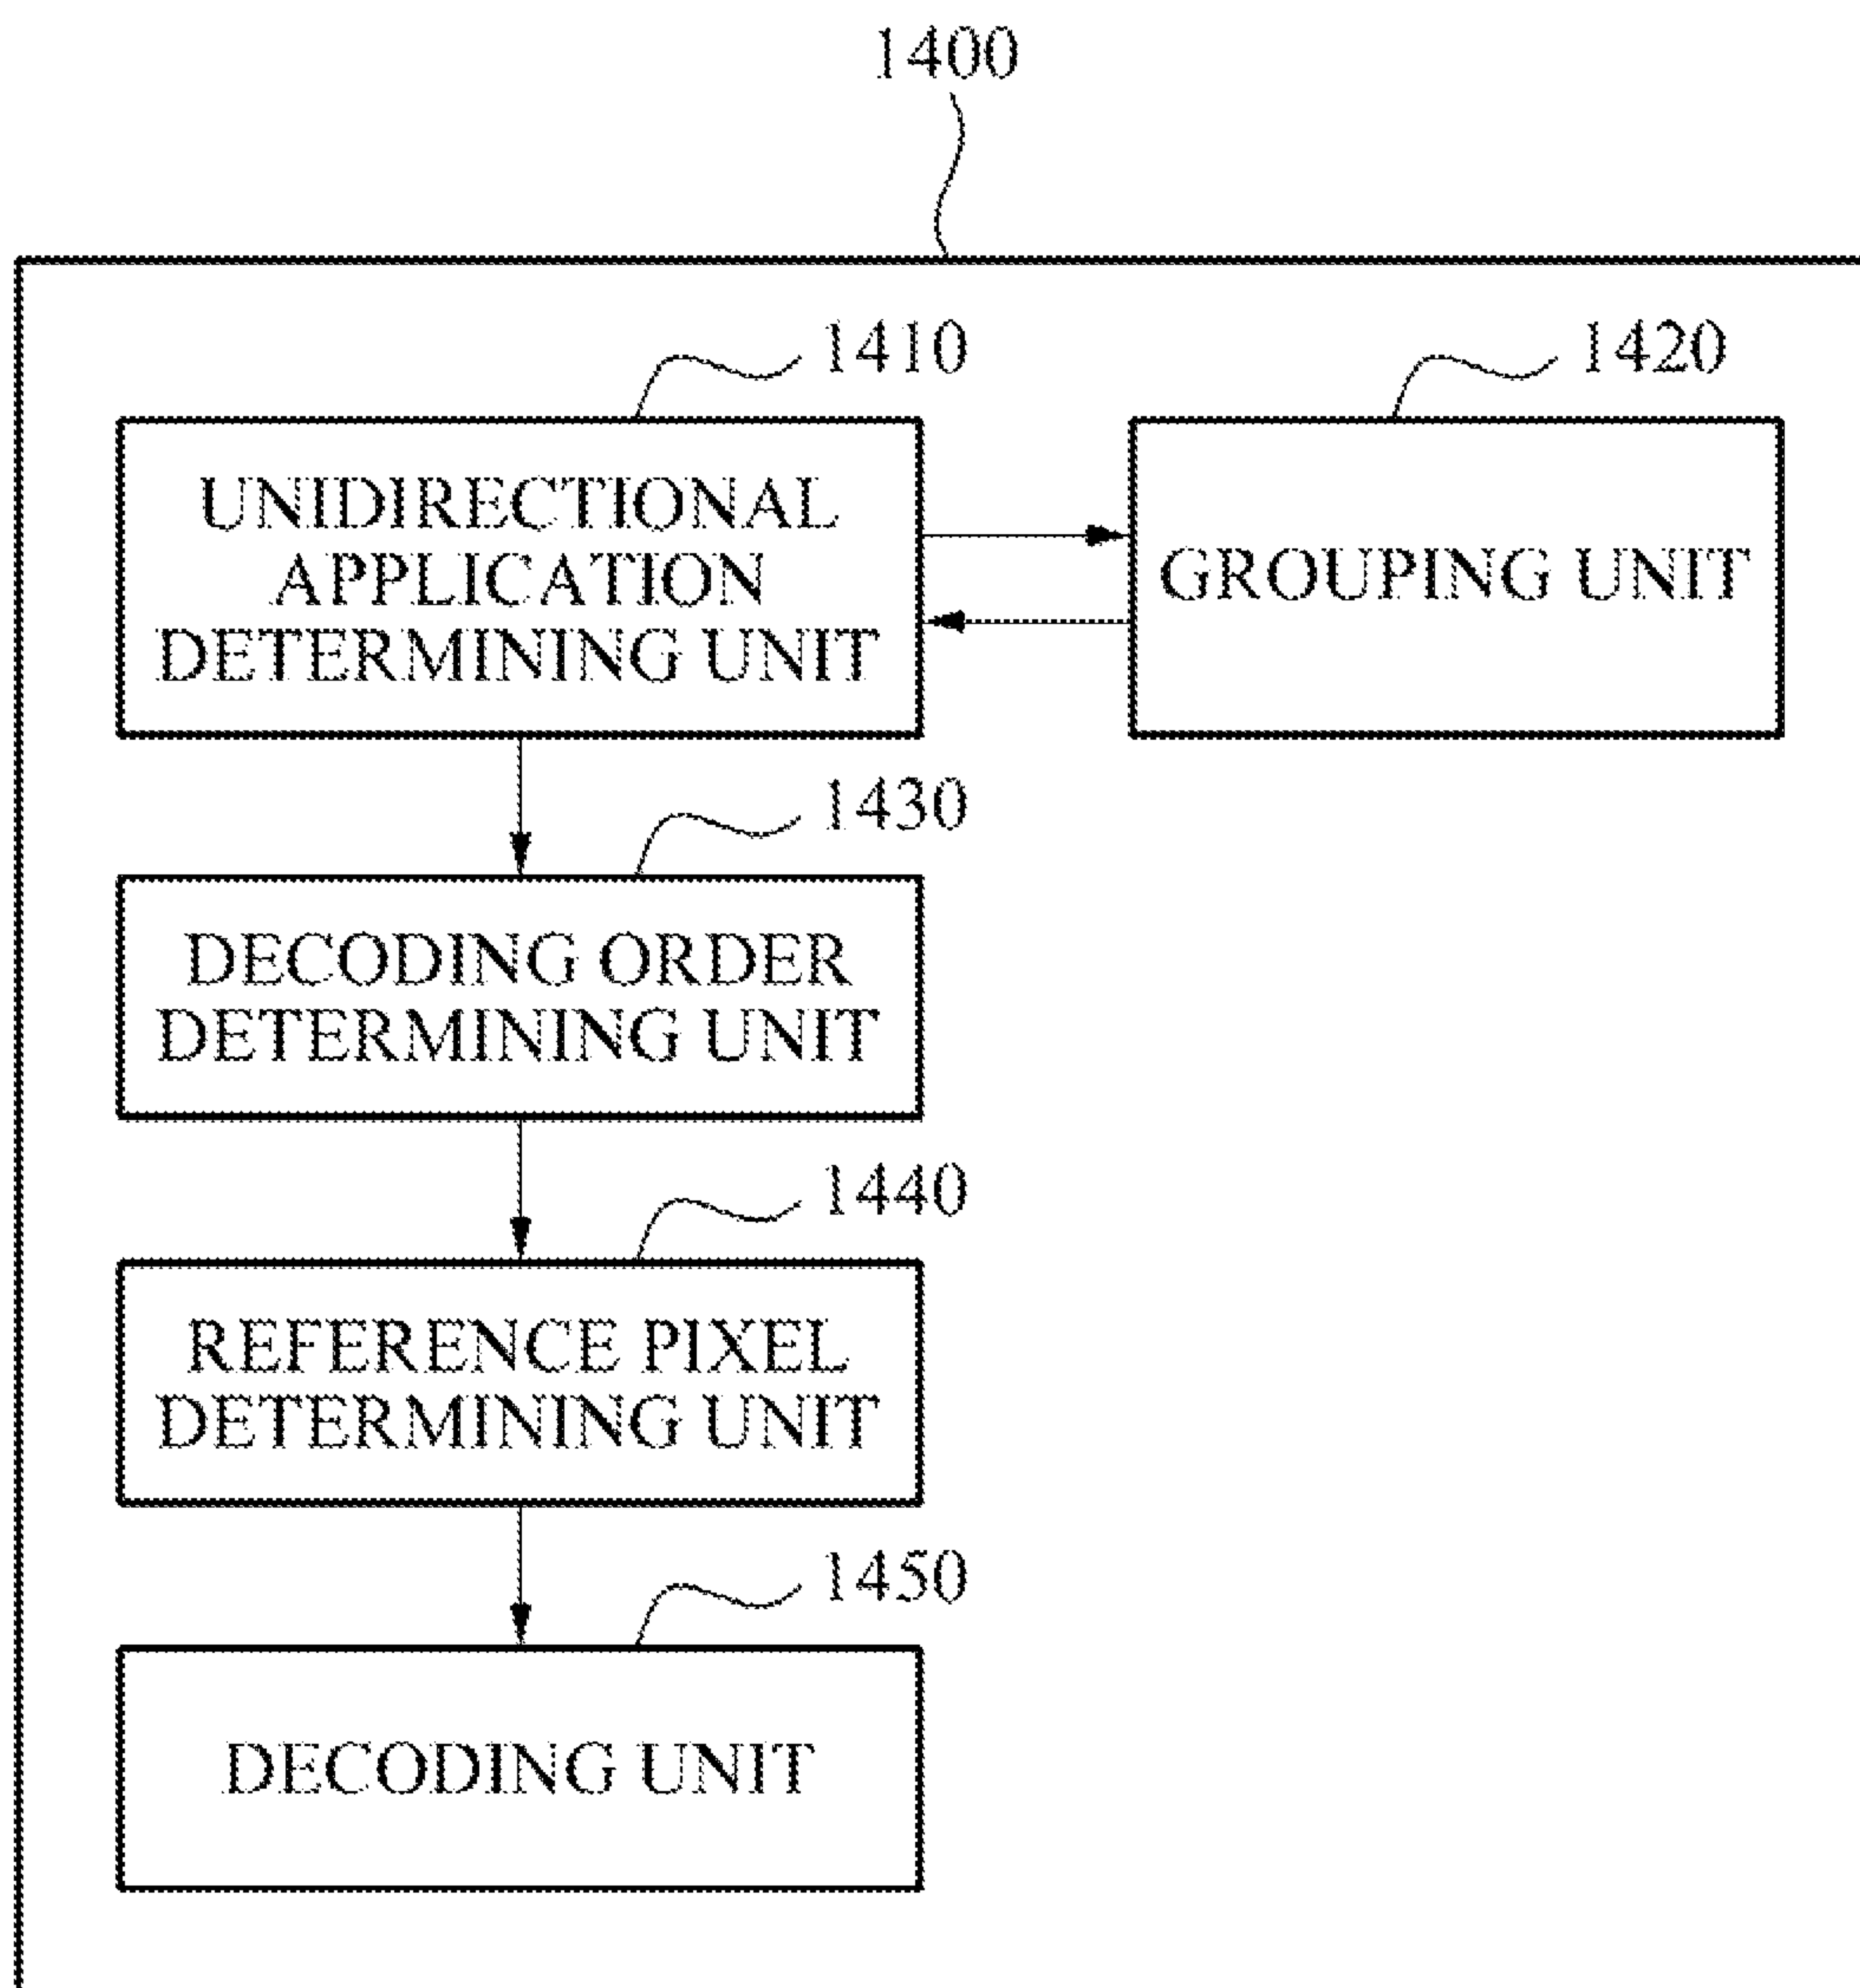 1400
1410
1420
UNIDIRECTIONAL
APPLICATION
DETERMINING UNIT
GROUPING UNIT
1430
DECODING ORDER
DETERMINING UNIT
1440
REFERENCE PIXEL
DETERMINING UNIT
1450
DECODING UNIT